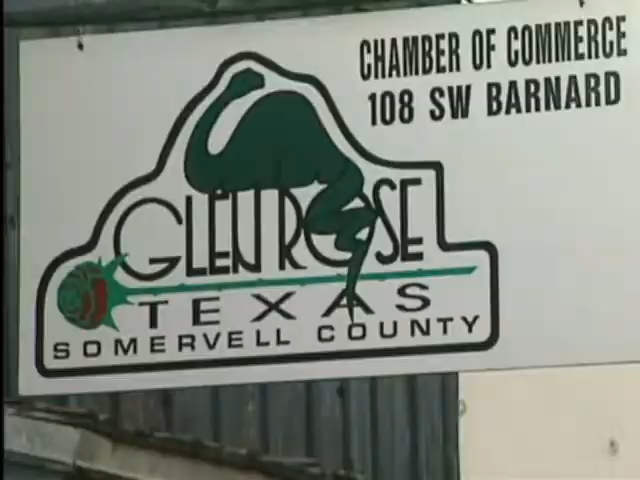 CHAMBER OF COMMERCE
108 SW BARNARD
GLEN ROSE
TEXAS
SOMERVELL COUNTY